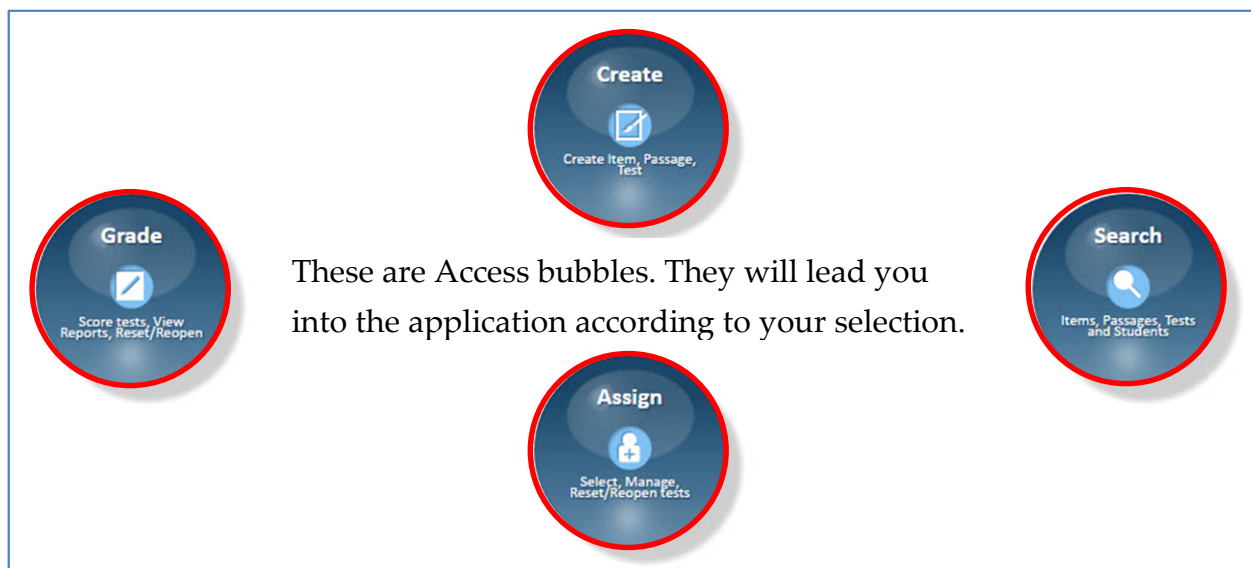 Create
Create Item, Passage,
Test
Grade
Score tests, View
Reports, Reset/Reopen
These are Access bubbles. They will lead you
into the application according to your selection.
Search
Items, Passages, Tests
and Students
Assign
Select, Manage,
Reset/Reopen tests